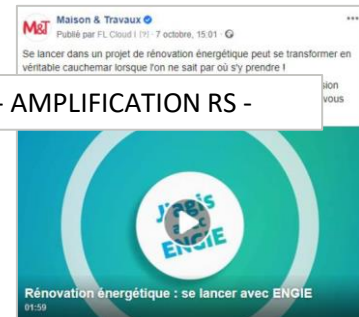 M&T
Maison & Travaux
Publié par FL Cloud
7 octobre, 15:01
Se lancer dans un projet de rénovation énergétique peut se transformer en
véritable cauchemar lorsque l'on ne sait par où s'y prendre !
sion
- AMPLIFICATION RS -
vous
J'agis
avec
ENGIE
Rénovation énergétique : se lancer avec ENGIE
01:59